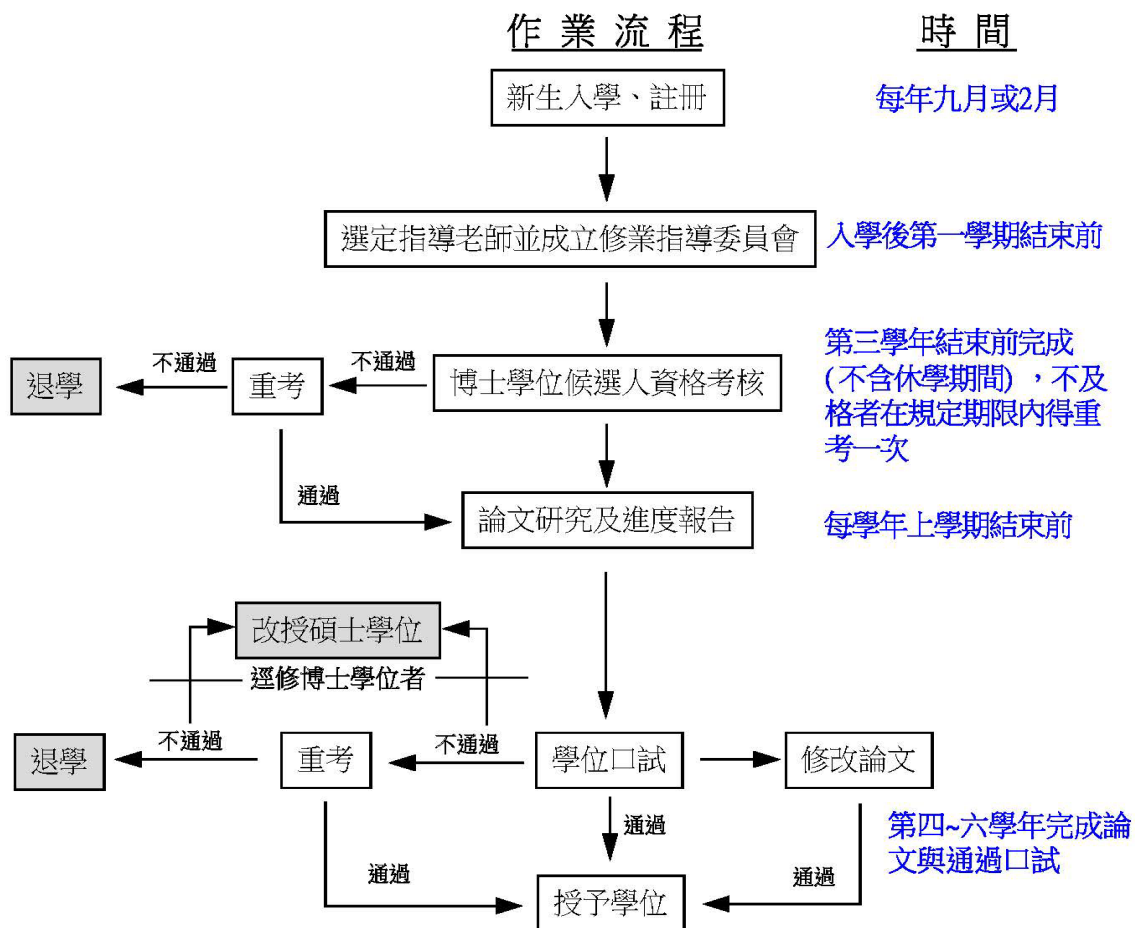 作業流程
時間
新生入學、註冊
每年九月或2月
選定指導老師並成立修業指導委員會
入學後第一學期結束前
退學
不通過
重考
不通過
博士學位候選人資格考核
第三學年結束前完成
(不含休學期間),不及
格者在規定期限內得重
考一次
通過
論文研究及進度報告
每學年上學期結束前
改授碩士學位
逕修博士學位者
退學
不通過
重考
不通過
學位口試
修改論文
通過
第四~六學年完成論
文與通過口試
通過
通過
授予學位